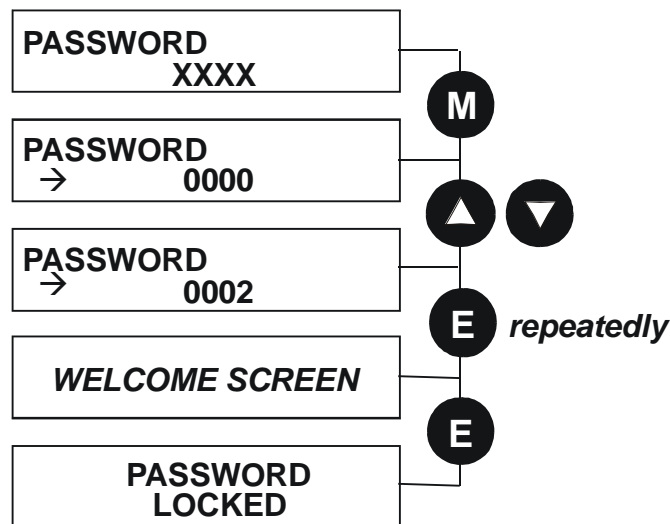 PASSWORD
XXXX
M
PASSWORD
→ 0000
PASSWORD
→ 0002
E repeatedly
WELCOME SCREEN
E
PASSWORD
LOCKED